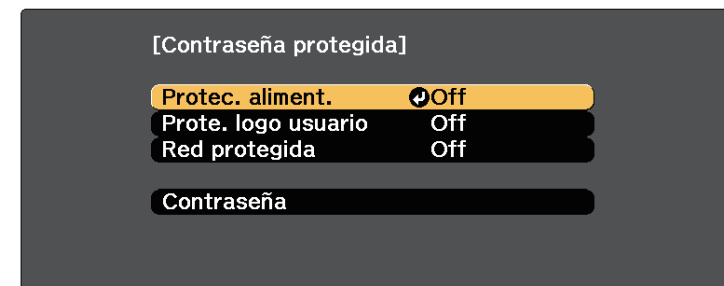 [Contraseña protegida]
Protec. aliment. Off
Prote. logo usuario Off
Red protegida Off
Contraseña